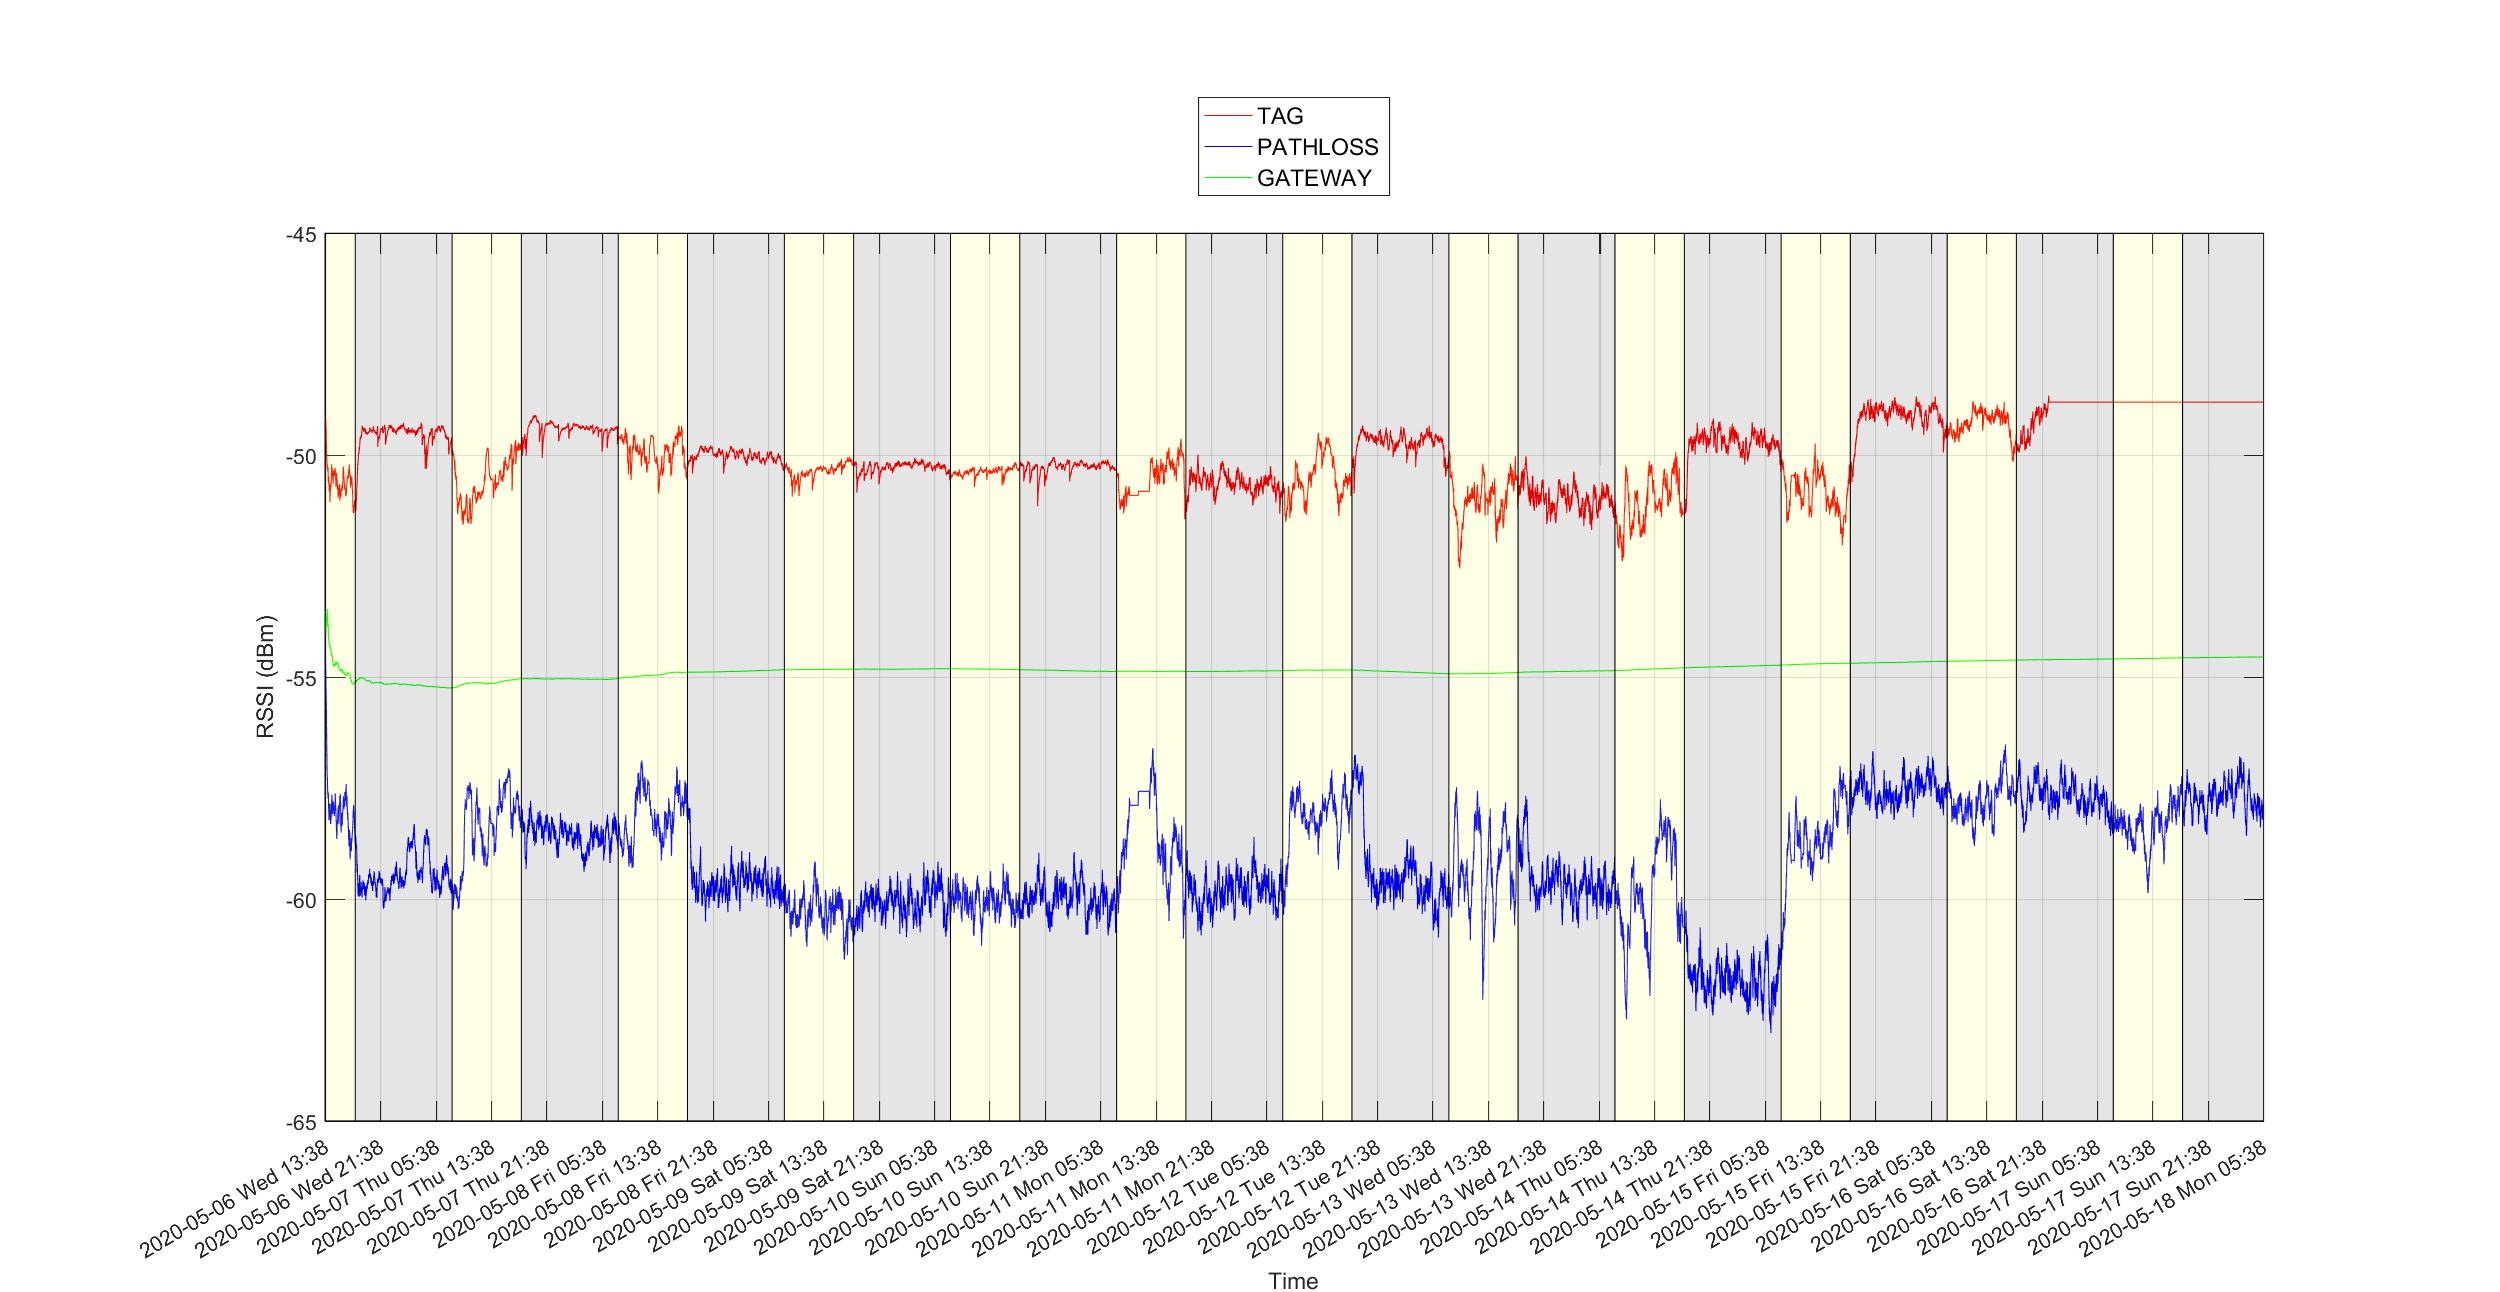 TAG
PATHLOSS
GATEWAY
-45
-50
-55
-60
-65
RSSI (dBm)
2020-05-06 Wed 13:38
2020-05-06 Wed 21:38
2020-05-07 Thu 05:38
2020-05-07 Thu 13:38
2020-05-07 Thu 21:38
2020-05-08 Fri 05:38
2020-05-08 Fri 13:38
2020-05-08 Fri 21:38
2020-05-09 Sat 05:38
2020-05-09 Sat 13:38
2020-05-09 Sat 21:38
2020-05-10 Sun 05:38
2020-05-10 Sun 13:38
2020-05-10 Sun 21:38
2020-05-11 Mon 05:38
2020-05-11 Mon 13:38
2020-05-11 Mon 21:38
2020-05-12 Tue 05:38
2020-05-12 Tue 13:38
2020-05-12 Tue 21:38
2020-05-13 Wed 05:38
2020-05-13 Wed 13:38
2020-05-13 Wed 21:38
2020-05-14 Thu 05:38
2020-05-14 Thu 13:38
2020-05-14 Thu 21:38
2020-05-15 Fri 05:38
2020-05-15 Fri 13:38
2020-05-15 Fri 21:38
2020-05-16 Sat 05:38
2020-05-16 Sat 13:38
2020-05-16 Sat 21:38
2020-05-17 Sun 05:38
2020-05-17 Sun 13:38
2020-05-17 Sun 21:38
2020-05-18 Mon 05:38
Time